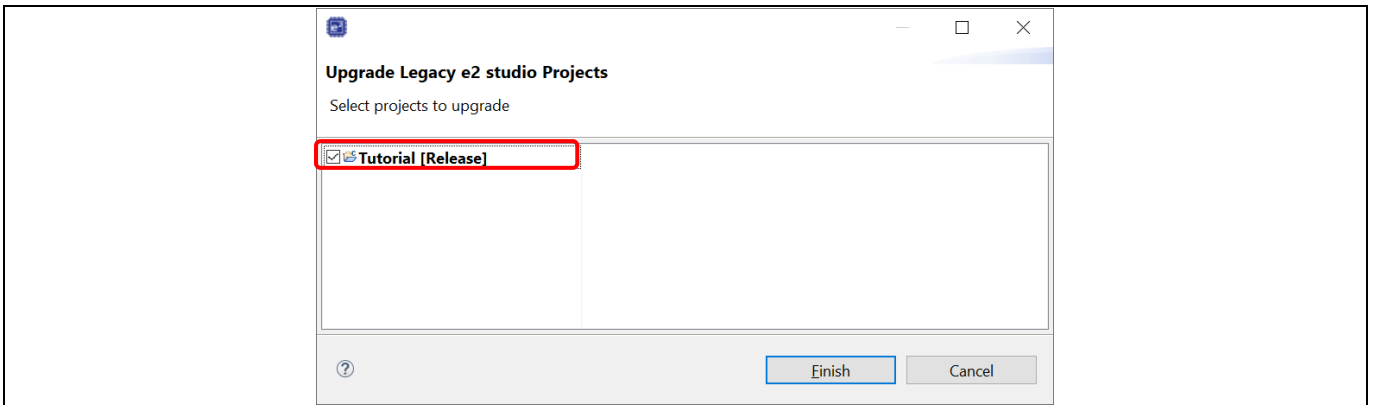 Upgrade Legacy e2 studio Projects
Select projects to upgrade
Tutorial [Release]
?
Finish
Cancel